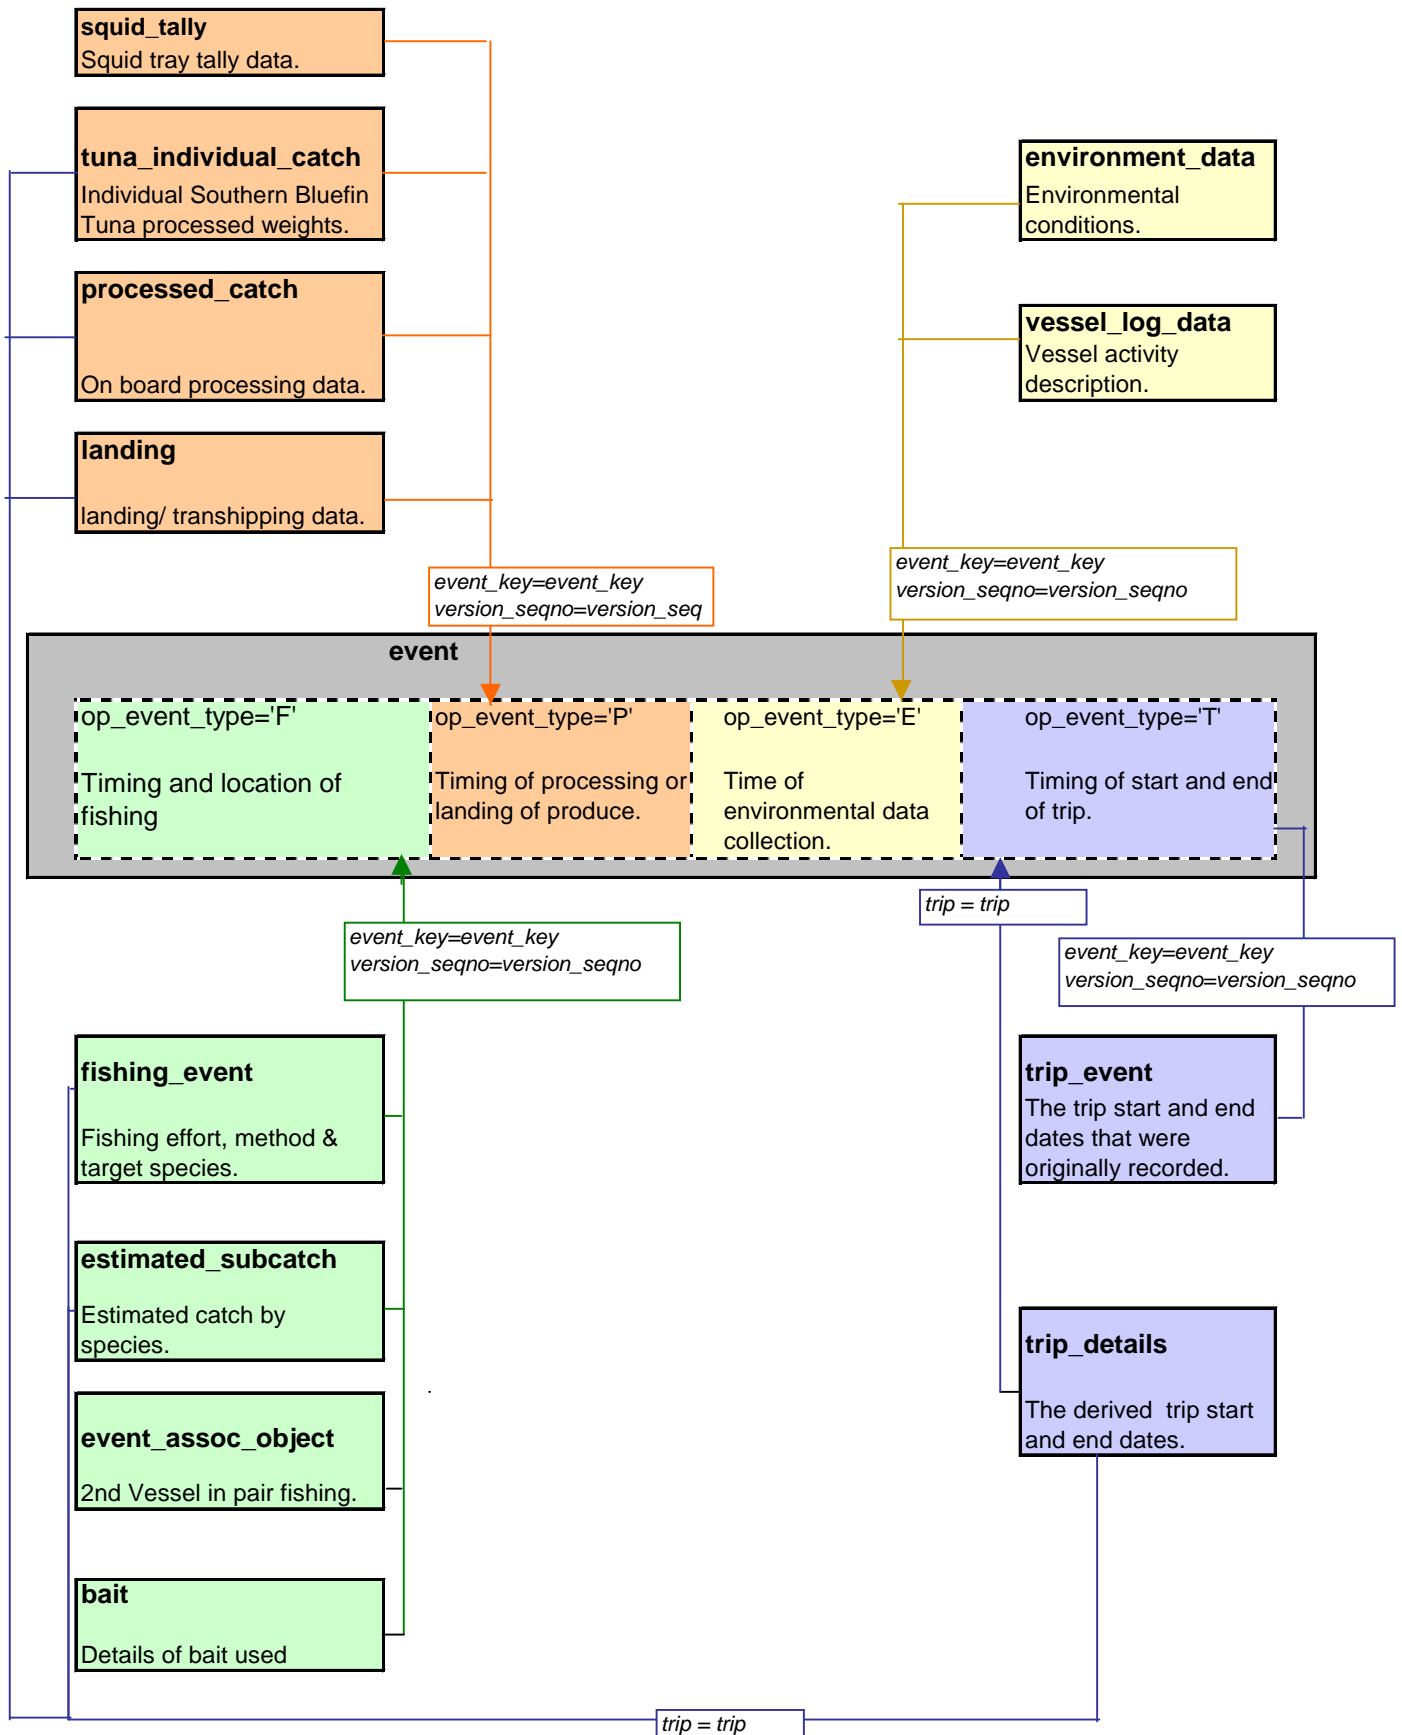 squid_tally
Squid tray tally data.
tuna_individual_catch
Individual Southern Bluefin
Tuna processed weights.
processed_catch
On board processing data.
landing
landing/ transhipping data.
environment_data
Environmental
conditions.
vessel_log_data
Vessel activity
description.
event_key=event_key
version_seqno=version_seq
event_key=event_key
version_seqno=version_seqno
event
op_event_type='F'
Timing and location of
fishing
op_event_type='P'
Timing of processing or
landing of produce.
op_event_type='E'
Time of
environmental data
collection.
op_event_type='T'
Timing of start and end
of trip.
event_key=event_key
version_seqno=version_seqno
trip = trip
event_key=event_key
version_seqno=version_seqno
fishing_event
Fishing effort, method &
target species.
estimated_subcatch
Estimated catch by
species.
event_assoc_object
2nd Vessel in pair fishing.
bait
Details of bait used
trip_event
The trip start and end
dates that were
originally recorded.
trip_details
The derived  trip start
and end dates.
trip = trip